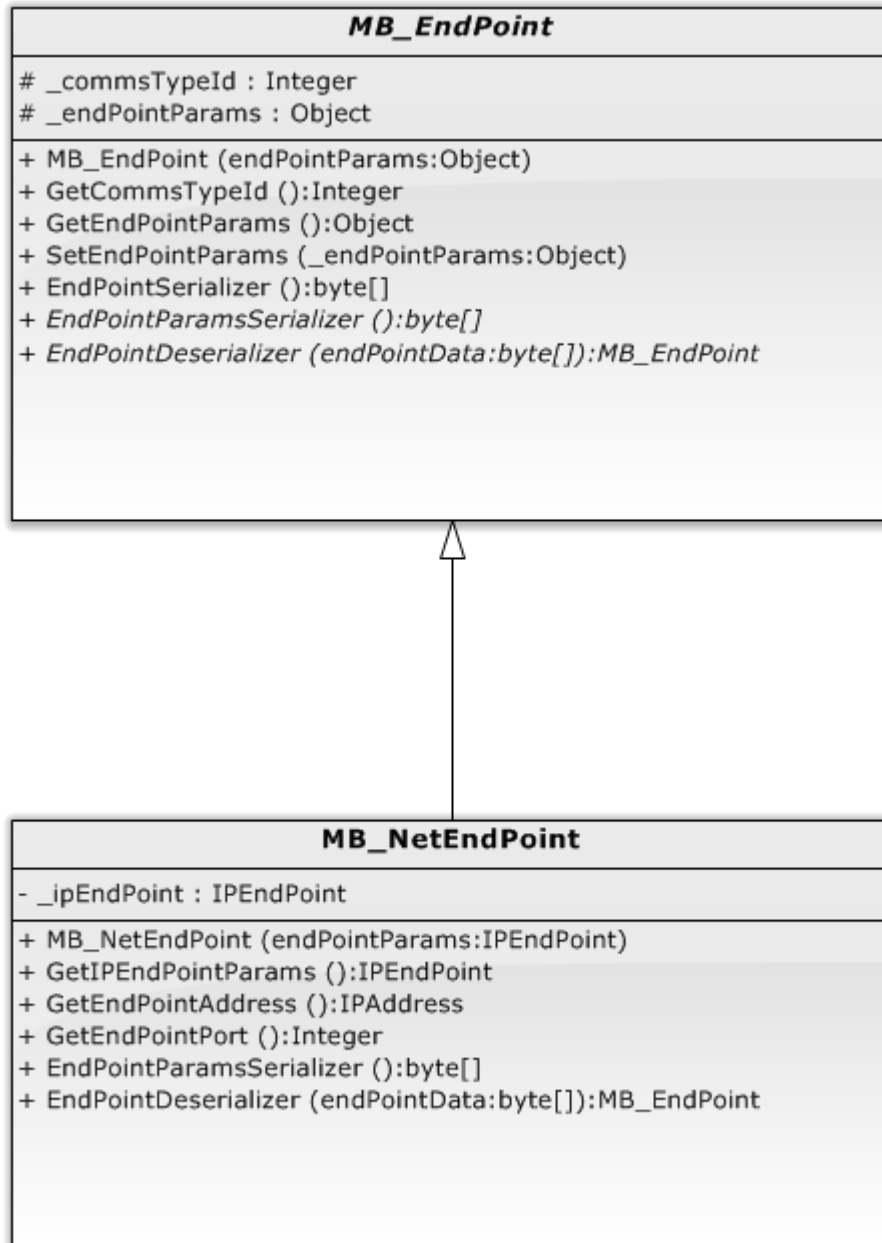 MB_EndPoint
# _commsTypeId : Integer
# _endPointParams : Object
+ MB_EndPoint (endPointParams:Object)
+ GetCommsTypeId ():Integer
+ GetEndPointParams ():Object
+ SetEndPointParams (_endPointParams:Object)
+ EndPointSerializer ():byte[]
+ EndPointParamsSerializer ():byte[]
+ EndPointDeserializer (endPointData:byte[]):MB_EndPoint
MB_NetEndPoint
- _ipEndPoint : IPEndPoint
+ MB_NetEndPoint (endPointParams:IPEndPoint)
+ GetIPEndPointParams ():IPEndPoint
+ GetEndPointAddress ():IPAddress
+ GetEndPointPort ():Integer
+ EndPointParamsSerializer ():byte[]
+ EndPointDeserializer (endPointData:byte[]):MB_EndPoint